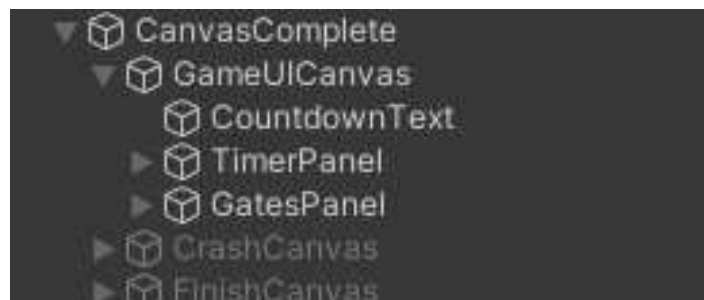 CanvasComplete
GameUICanvas
CountdownText
TimerPanel
GatesPanel
CrashCanvas
FinishCanvas